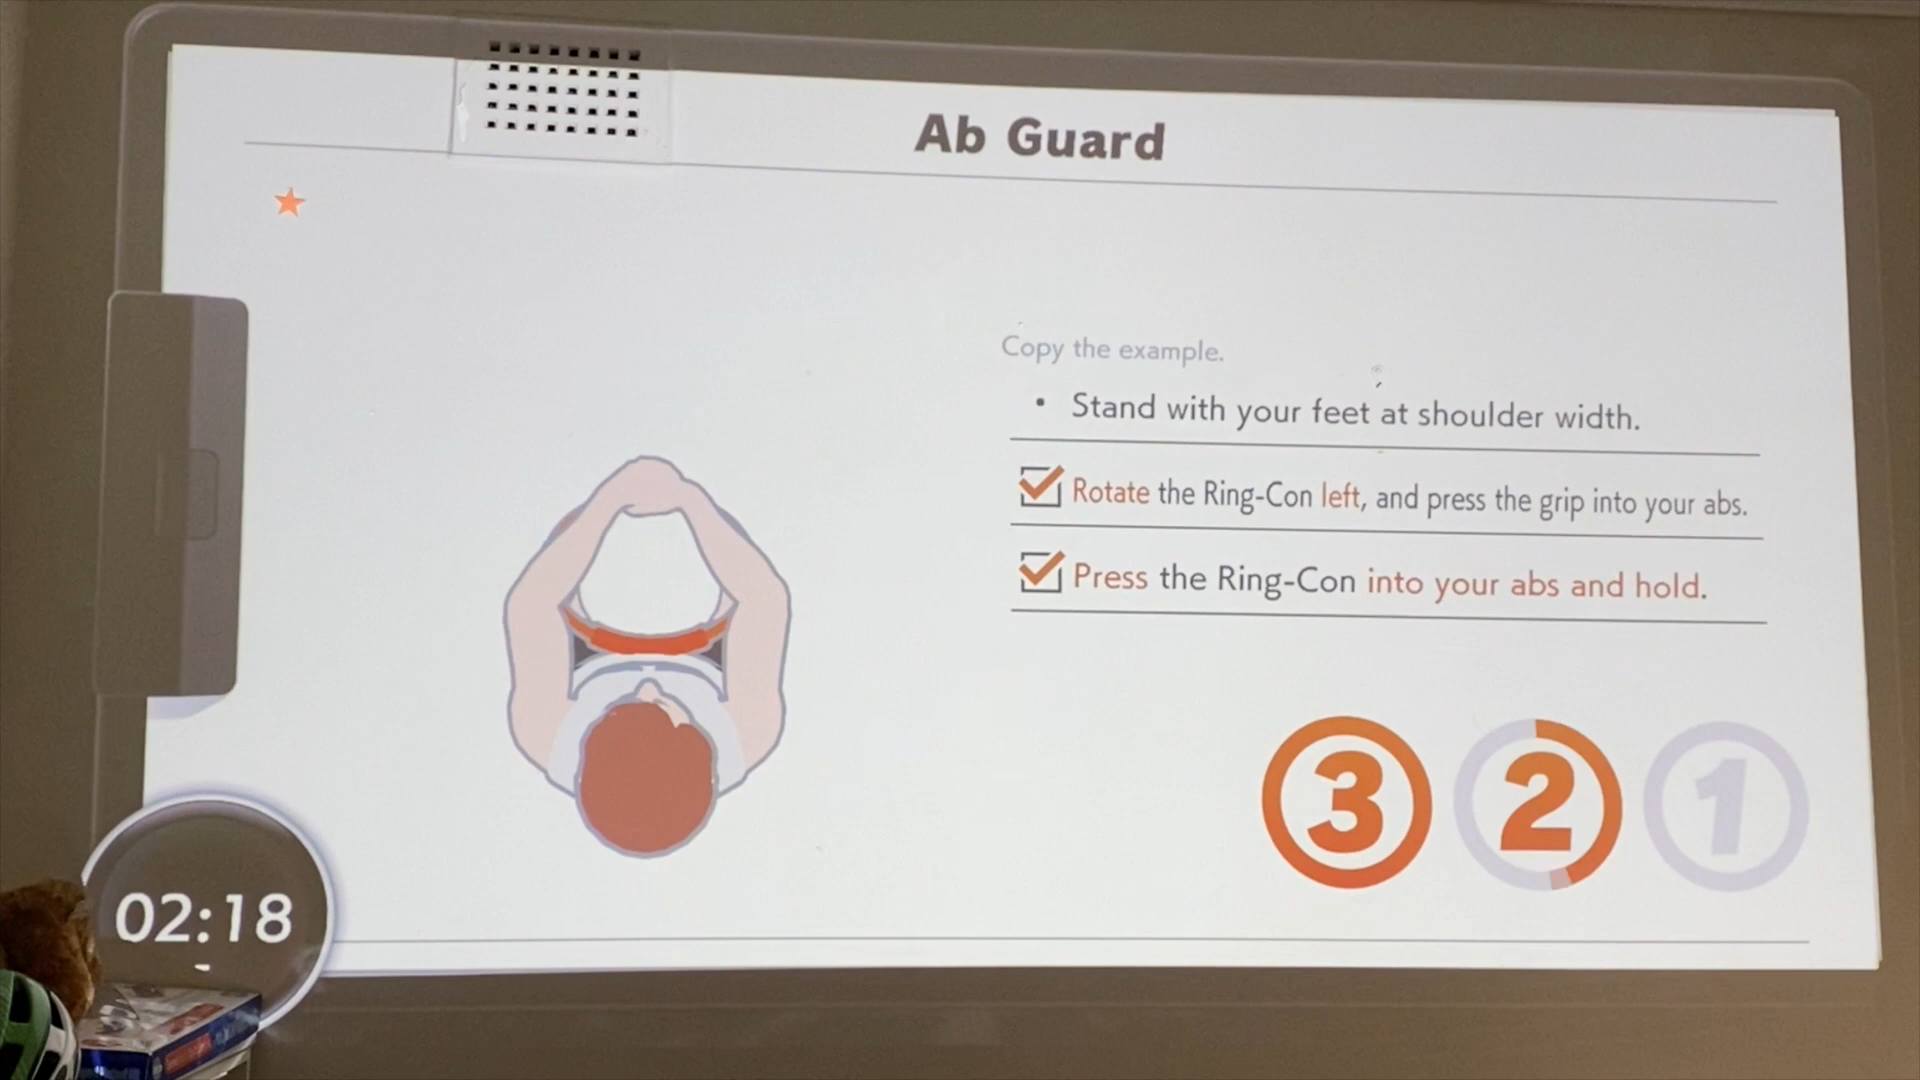 Ab Guard
Copy the example.
• Stand with your feet at shoulder width.
Rotate the Ring-Con left, and press the grip into your abs.
Press the Ring-Con into your abs and hold.
3 2 1
02:18